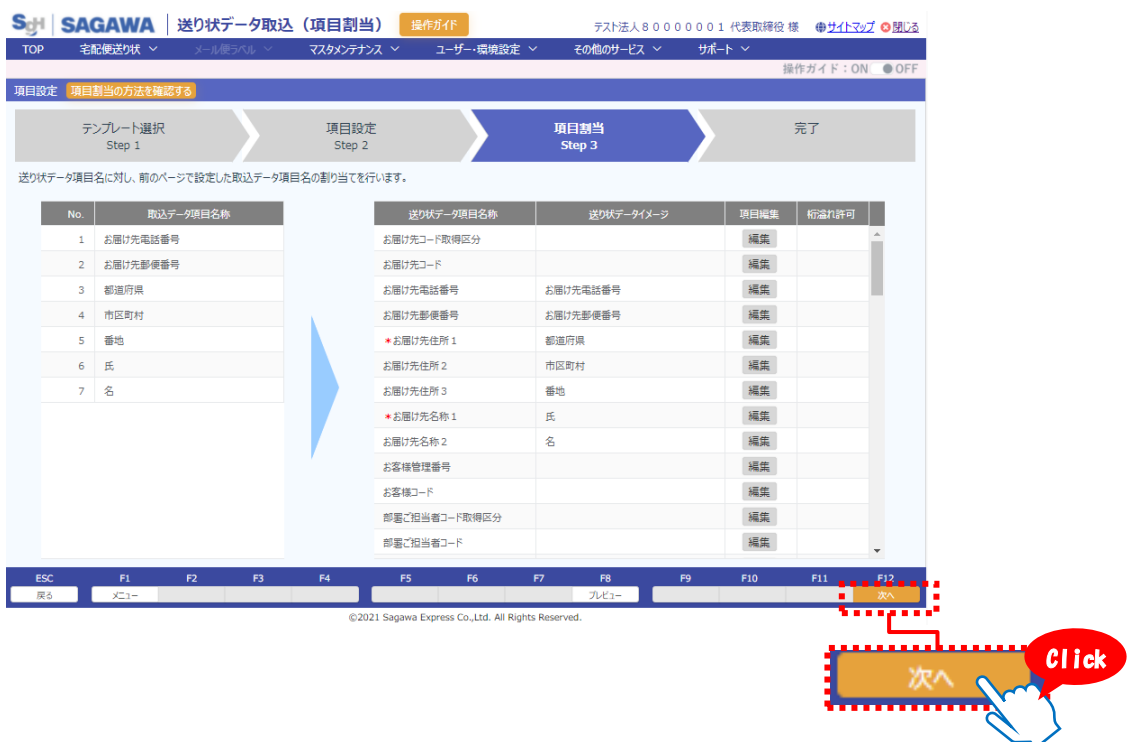 SGH SAGAWA 送り状データ取込（項目割当） 操作ガイド テスト法人８０００００１ 代表取締役 様 サイトマップ 閉じる
TOP 宅配便送り状 メール便ラベル マスタメンテナンス ユーザー・環境設定 その他のサービス サポート
操作ガイド：ON OFF
項目設定 項目割当の方法を確認する
テンプレート選択 項目設定 項目割当 完了
Step 1 Step 2 Step 3
送り状データ項目名に対し、前のページで設定した取込データ項目名の割り当てを行います。
No. 取込データ項目名称 送り状データ項目名称 送り状データイメージ 項目編集 桁溢れ許可
1 お届け先電話番号 お届け先コード取得区分 編集
2 お届け先郵便番号 お届け先コード 編集
3 都道府県 お届け先電話番号 お届け先電話番号 編集
4 市区町村 お届け先郵便番号 お届け先郵便番号 編集
5 番地 *お届け先住所１ 都道府県 編集
6 氏 お届け先住所２ 市区町村 編集
7 名 お届け先住所３ 番地 編集
*お届け先名称１ 氏 編集
お届け先名称２ 名 編集
お客様管理番号 編集
お客様コード 編集
部署ご担当者コード取得区分 編集
部署ご担当者コード 編集
ESC F1 F2 F3 F4 F5 F6 F7 F8 F9 F10 F11 F12
戻る メニュー プレビュー 次へ
©2021 Sagawa Express Co.,Ltd. All Rights Reserved.
Click
次へ